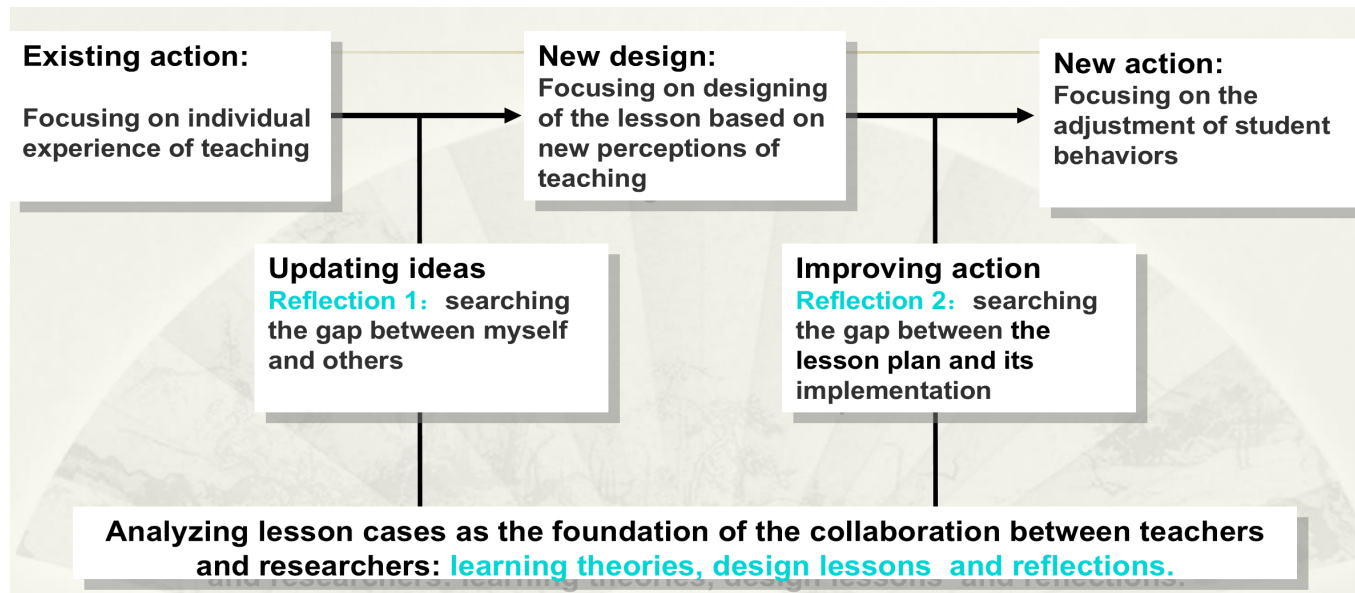 Existing action:
Focusing on individual
experience of teaching
New design:
Focusing on designing
of the lesson based on
new perceptions of
teaching
New action:
Focusing on the
adjustment of student
behaviors
Updating ideas
Reflection 1：searching
the gap between myself
and others
Improving action
Reflection 2：searching
the gap between the
lesson plan and its
implementation
Analyzing lesson cases as the foundation of the collaboration between teachers
and researchers: learning theories, design lessons  and reflections.